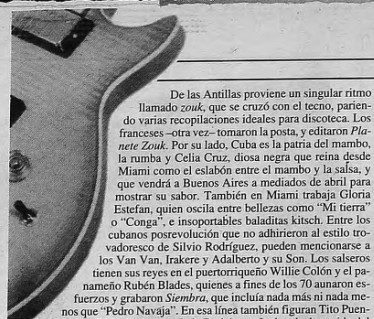 De las Antillas proviene un singular ritmo
llamado zouk, que se cruzó con el tecno, parien-
do varias recopilaciones ideales para discoteca. Los
franceses –otra vez– tomaron la posta, y editaron Pla-
nete Zouk. Por su lado, Cuba es la patria del mambo,
la rumba y Celia Cruz, diosa negra que reina desde
Miami como el eslabón entre el mambo y la salsa, y
que vendrá a Buenos Aires a mediados de abril para
mostrar su sabor. También en Miami trabaja Gloria
Estefan, quien oscila entre bellezas como “Mi tierra”
o “Conga”, e insoportables baladitas kitsch. Entre los
cubanos posrevolución que no adhirieron al estilo tro-
vadoresco de Silvio Rodríguez, pueden mencionarse a
los Van Van, Irakere y Adalberto y su Son. Los salseros
tienen sus reyes en el puertorriqueño Willie Colón y el pa-
nameño Rubén Blades, quienes a fines de los 70 aunaron es-
fuerzos y grabaron Siembra, que incluía nada más ni nada me-
nos que “Pedro Navaja”. En esa línea también figuran Tito Puen-